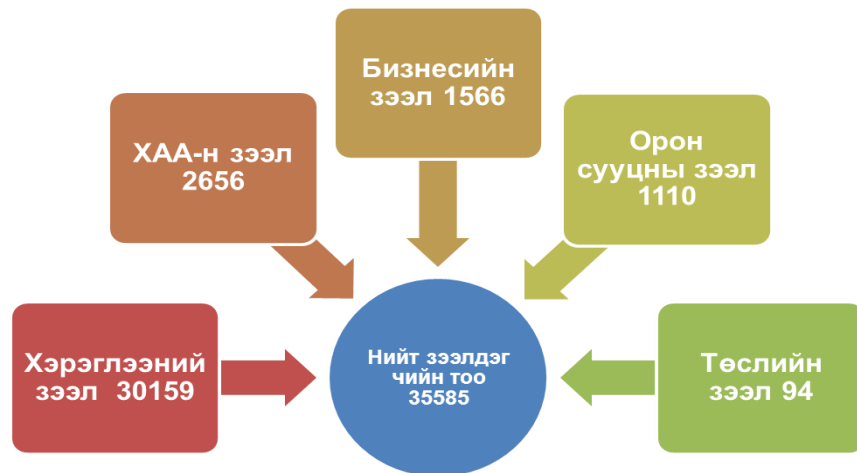 Бизнесийн
зээл 1566
ХАА-н зээл
2656
Орон
сууцны зээл
1110
Хэрэглээний
зээл  30159
Нийт зээлдэг
чийн тоо
35585
Төслийн
зээл 94